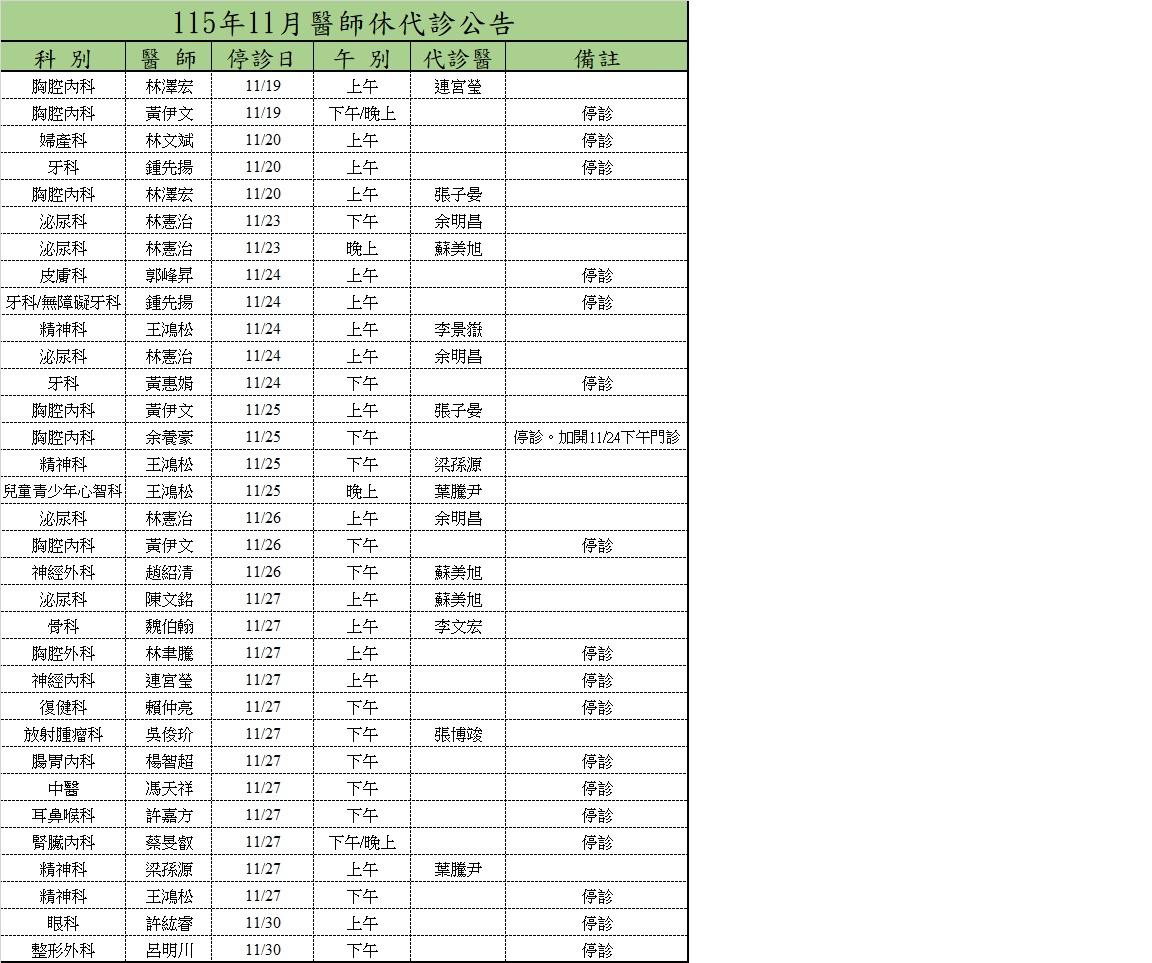 115年11月醫師休代診公告
科別 醫師 停診日 午別 代診醫 備註
胸腔內科 林澤宏 11/19 上午 連宮瑩
胸腔內科 黃伊文 11/19 下午/晚上 停診
婦產科 林文斌 11/20 上午 停診
牙科 鍾先揚 11/20 上午 停診
胸腔內科 林澤宏 11/20 上午 張子晏
泌尿科 林憲治 11/23 下午 余明昌
泌尿科 林憲治 11/23 晚上 蘇美旭
皮膚科 郭峰昇 11/24 上午 停診
牙科/無障礙牙科 鍾先揚 11/24 上午 停診
精神科 王鴻松 11/24 上午 李景嶽
泌尿科 林憲治 11/24 上午 余明昌
牙科 黃惠娟 11/24 下午 停診
胸腔內科 黃伊文 11/25 上午 張子晏
胸腔內科 余養豪 11/25 下午 停診。加開11/24下午門診
精神科 王鴻松 11/25 下午 梁孫源
兒童青少年心智科 王鴻松 11/25 晚上 葉騰尹
泌尿科 林憲治 11/26 上午 余明昌
胸腔內科 黃伊文 11/26 下午 停診
神經外科 趙紹清 11/26 下午 蘇美旭
泌尿科 陳文銘 11/27 上午 蘇美旭
骨科 魏伯翰 11/27 上午 李文宏
胸腔外科 林聿騰 11/27 上午 停診
神經內科 連宮瑩 11/27 上午 停診
復健科 賴仲亮 11/27 下午 停診
放射腫瘤科 吳俊玠 11/27 下午 張博竣
腸胃內科 楊智超 11/27 下午 停診
中醫 馮天祥 11/27 下午 停診
耳鼻喉科 許嘉方 11/27 下午 停診
腎臟內科 蔡旻叡 11/27 下午/晚上 停診
精神科 梁孫源 11/27 上午 葉騰尹
精神科 王鴻松 11/27 下午 停診
眼科 許紘睿 11/30 上午 停診
整形外科 呂明川 11/30 下午 停診